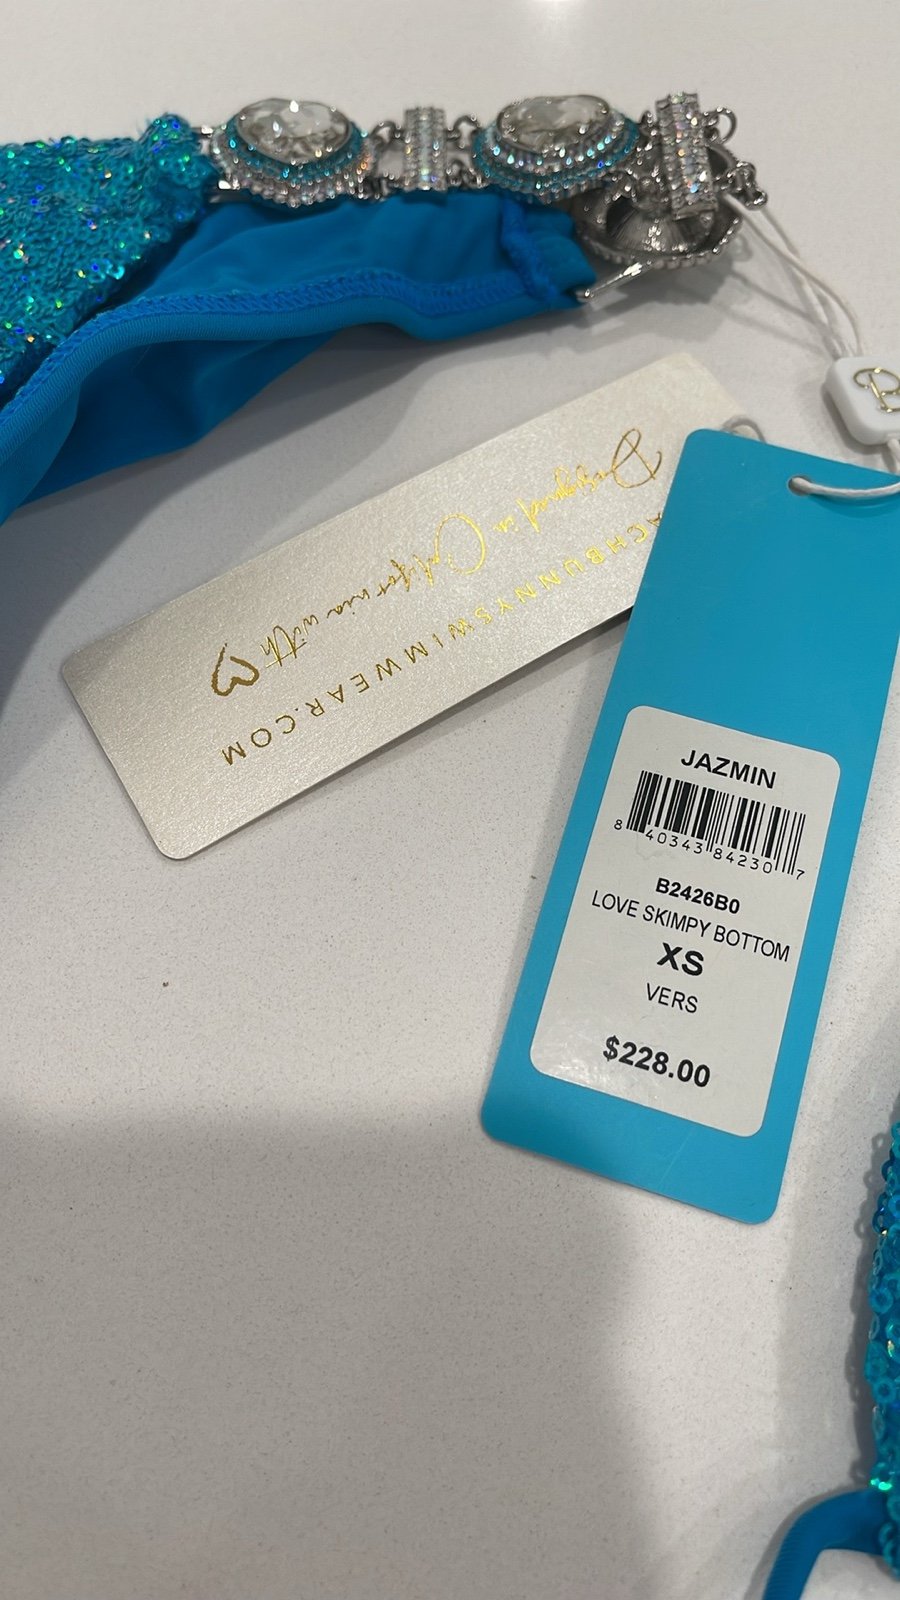 B
Designed in California with
ACHBUNNYSWIMWEAR.COM
JAZMIN
8 40343 84230 7
B2426B0
LOVE SKIMPY BOTTOM
XS
VERS
$228.00